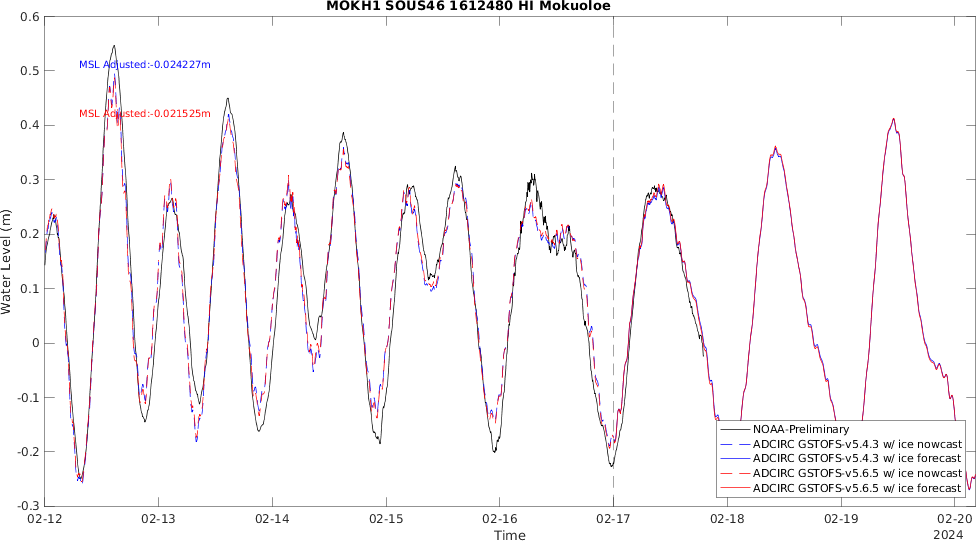 MOKH1 SOUS46 1612480 HI Mokuoloe
0.6
0.5
0.4
0.3
0.2
0.1
0
-0.1
-0.2
-0.3
Water Level (m)
MSL Adjusted:-0.024227m
MSL Adjusted:-0.021525m
NOAA-Preliminary
ADCIRC GSTOFS-v5.4.3 w/ ice nowcast
ADCIRC GSTOFS-v5.4.3 w/ ice forecast
ADCIRC GSTOFS-v5.6.5 w/ ice nowcast
ADCIRC GSTOFS-v5.6.5 w/ ice forecast
02-12 02-13 02-14 02-15 02-16 02-17 02-18 02-19 02-20
Time
2024